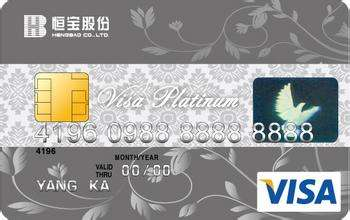 恒宝股份
HENGBAO CO.,LTD.
Visa Platinum
4196 0988 8888 8888
4196
MONTH/YEAR
VALID THRU 00/00
YANG KA
VISA